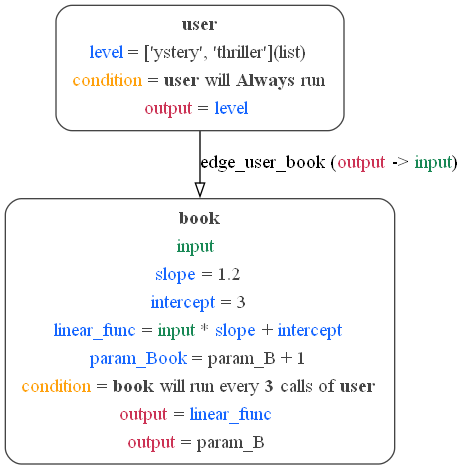 user
level = ['ystery', 'thriller'](list)
condition = user will Always run
output = level
edge_user_book (output -> input)
book
input
slope = 1.2
intercept = 3
linear_func = input * slope + intercept
param_Book = param_B + 1
condition = book will run every 3 calls of user
output = linear_func
output = param_B